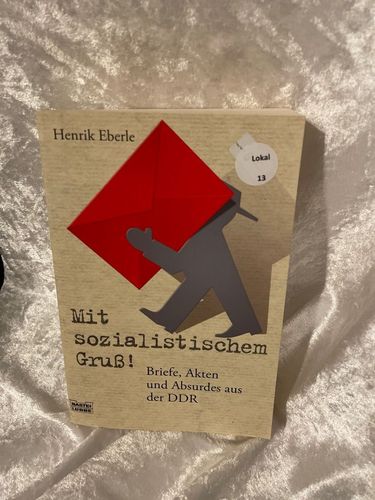 Henrik Eberle
Lokal
13
Mit
sozialistischem
Gruß!
Briefe, Akten
und Absurdes aus
der DDR
BASTEI
LÜBBE